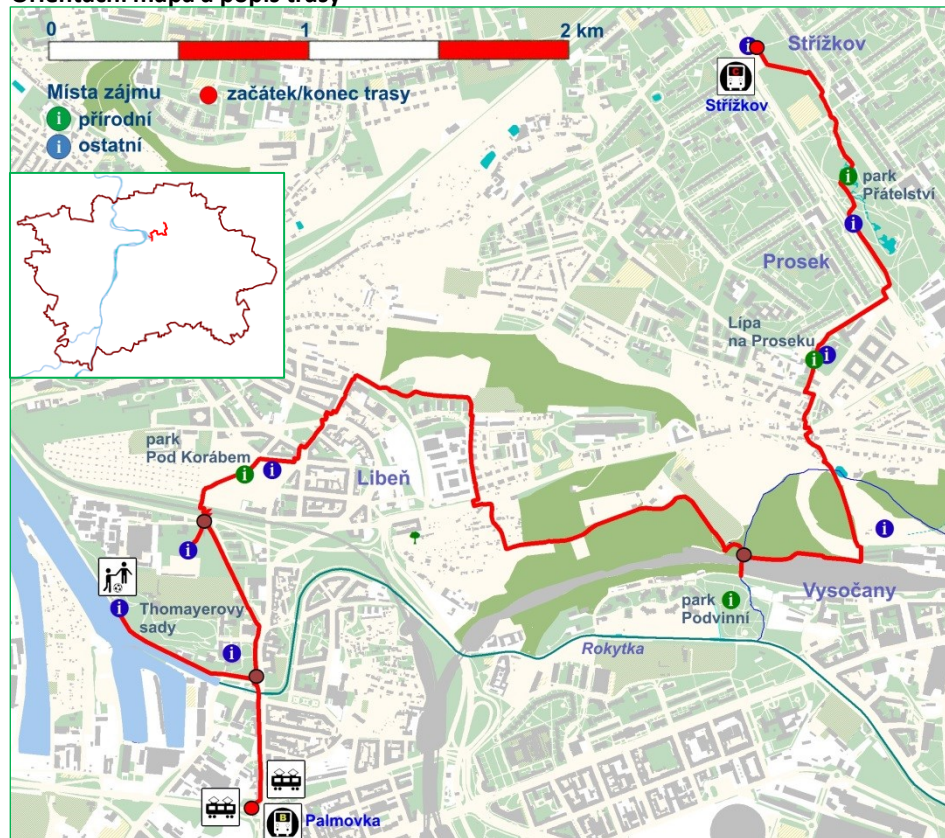 Orientační mapa a popis trasy
0 1 2 km
Místa zájmu
začátek/konec trasy
i přírodní
i ostatní
i
Střížkov
C
Střížkov
i park
Přátelství
i
Prosek
Lípa
na Proseku
i i
park
Pod Korábem
i i
Libeň
i
i
Vysočany
i
Thomayerovy
sady
i
park
Podvinní
i
Rokytka
B
Palmovka